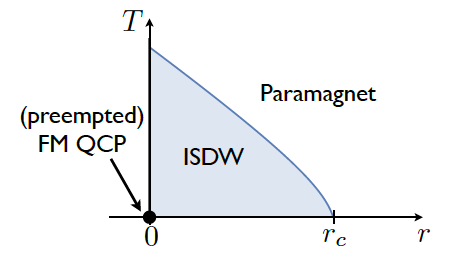 T
(preempted)
FM QCP
Paramagnet
ISDW
0
r_c
r